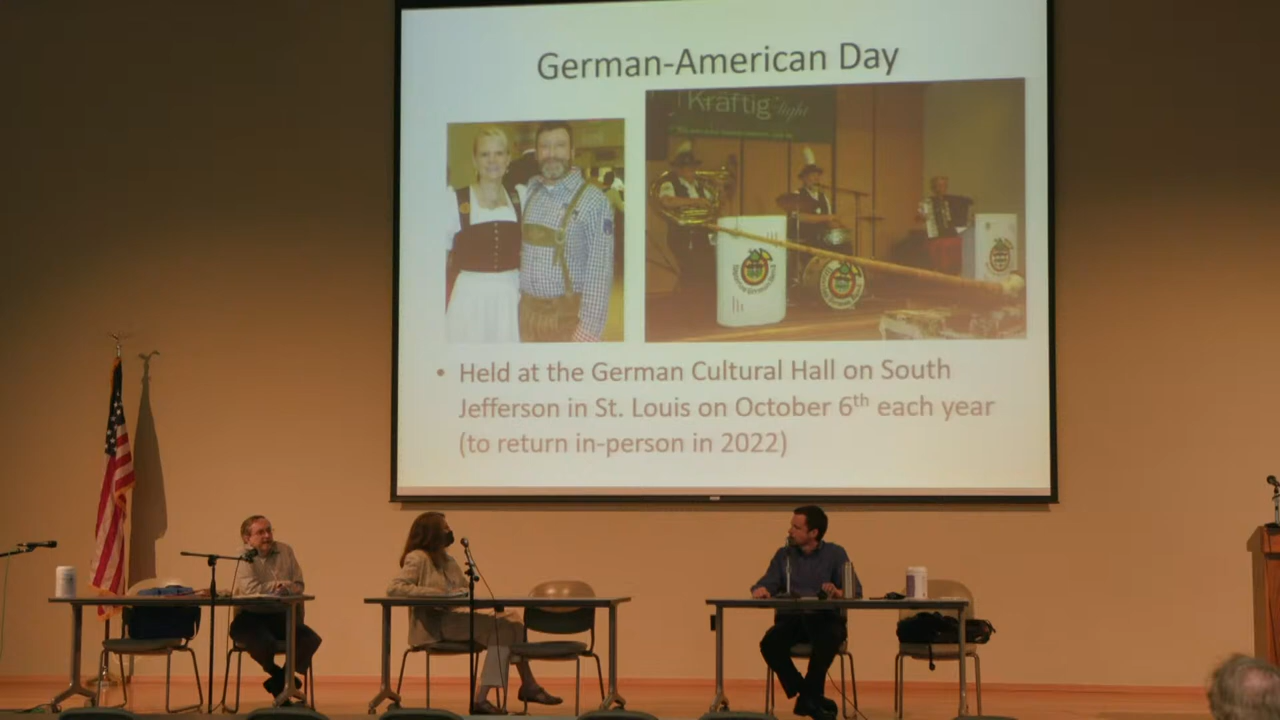 German-American Day
Kräftig light
• Held at the German Cultural Hall on South
Jefferson in St. Louis on October 6th each year
(to return in-person in 2022)